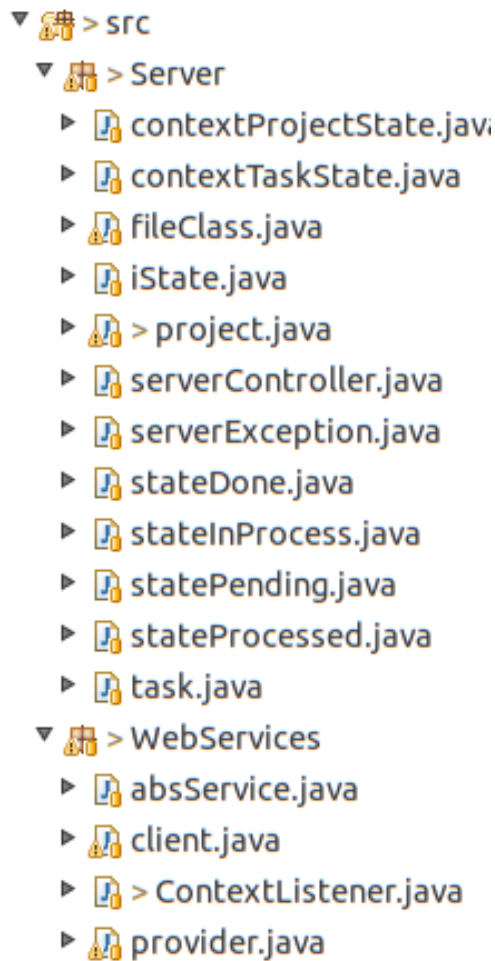 > src
> Server
contextProjectState.java
contextTaskState.java
fileClass.java
iState.java
> project.java
serverController.java
serverException.java
stateDone.java
stateInProcess.java
statePending.java
stateProcessed.java
task.java
> WebServices
absService.java
client.java
> ContextListener.java
provider.java